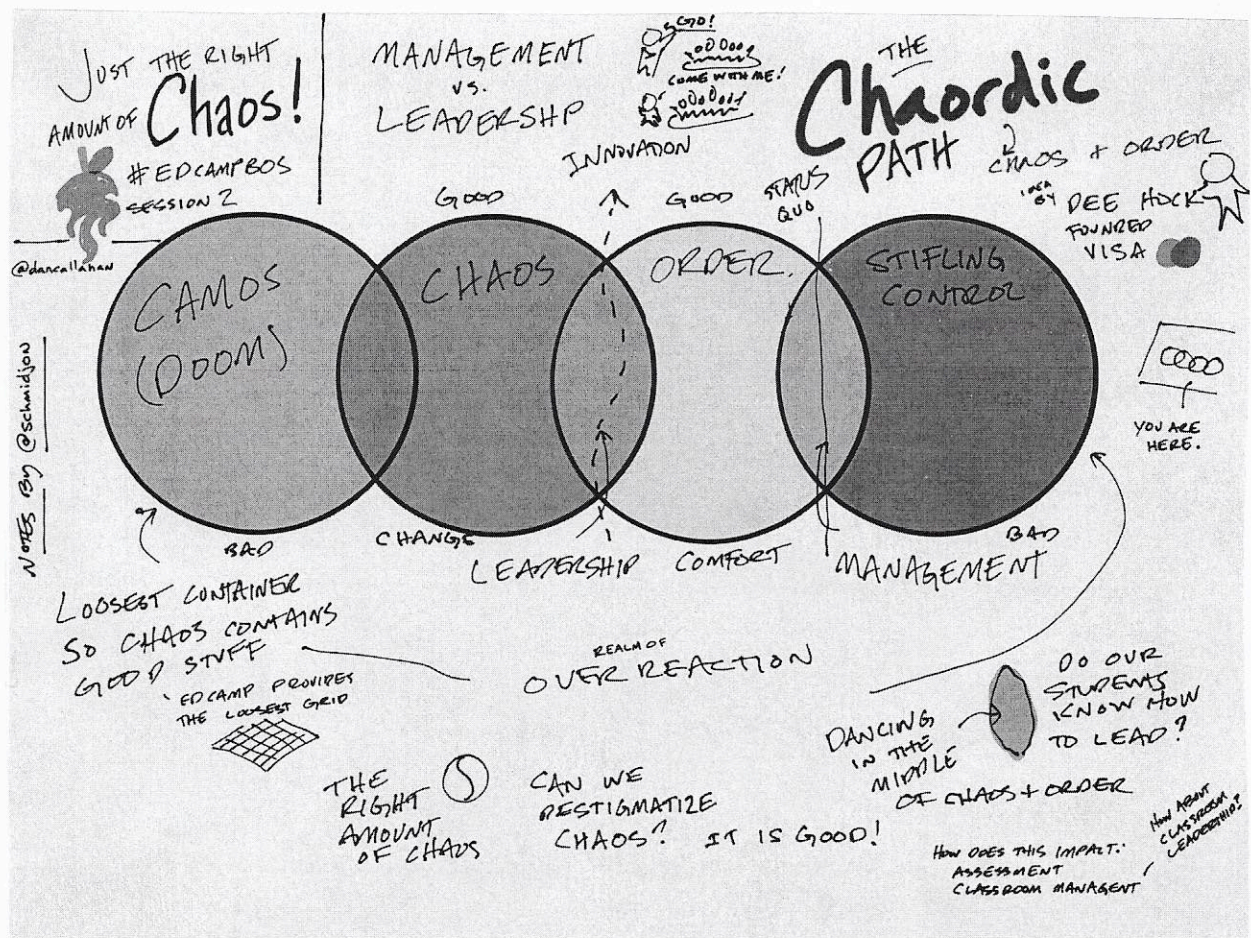 JUST THE RIGHT
AMOUNT OF Chaos!
#EDCAMPBOS
SESSION 2
@dancallahan
NOTES BY @schmidjon
MANAGEMENT
VS.
LEADERSHP
GO!
COME WITH ME!
INNOVATION
THE
Chaordic
PATH
CHAOS + ORDER
IDEA
BY
DEE HOCK
FOUNDED
VISA
GOOD
GOOD
STATUS
QUO
CAMOS
(DOOM)
CHAOS
ORDER.
STIFLING
CONTROL
YOU ARE
HERE.
BAD
CHANGE
LEADERSHIP
COMFORT
MANAGEMENT
BAD
LOOSEST CONTAINER
SO CHAOS CONTAINS
GOOD STUFF
EDCAMP PROVIDES
THE LOOSEST GRID
REALM OF
OVER REACTION
DANCING
IN THE
MIDDLE
OF CHAOS + ORDER
DO OUR
STUDENTS
KNOW HOW
TO LEAD?
THE
RIGHT
AMOUNT
OF CHAOS
CAN WE
DESTIGMATIZE
CHAOS? IT IS GOOD!
HOW DOES THIS IMPACT:
ASSESSMENT
CLASSROOM MANAGENT
HOW ABOUT
CLASSROOM
LEADERSHIP?